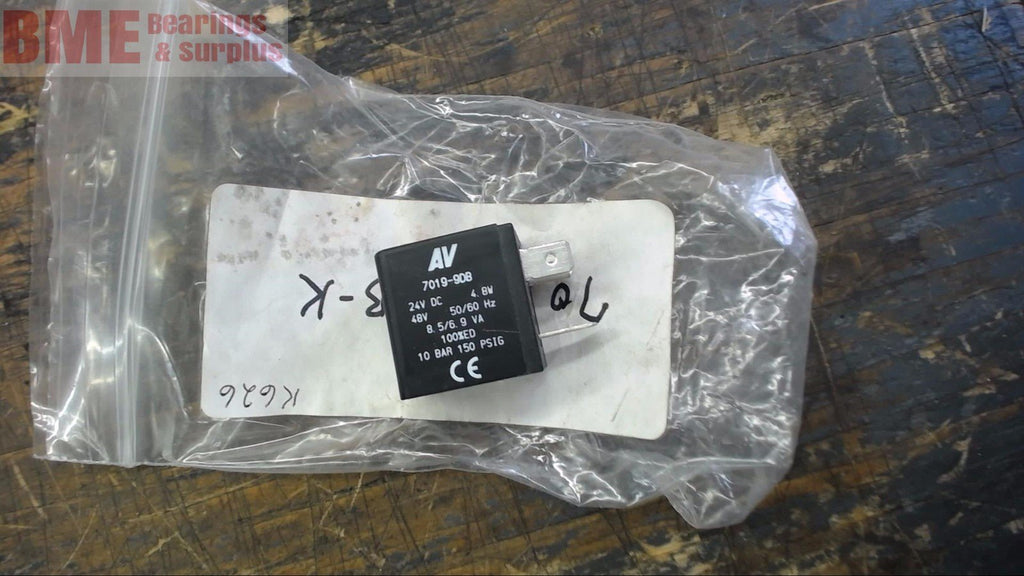 BME Bearings
& Surplus
AV
7019-9DB
24V DC 4.8W
48V 50/60 Hz
8.5/6.9 VA
100%ED
10 BAR 150 PSIG
CE
K626